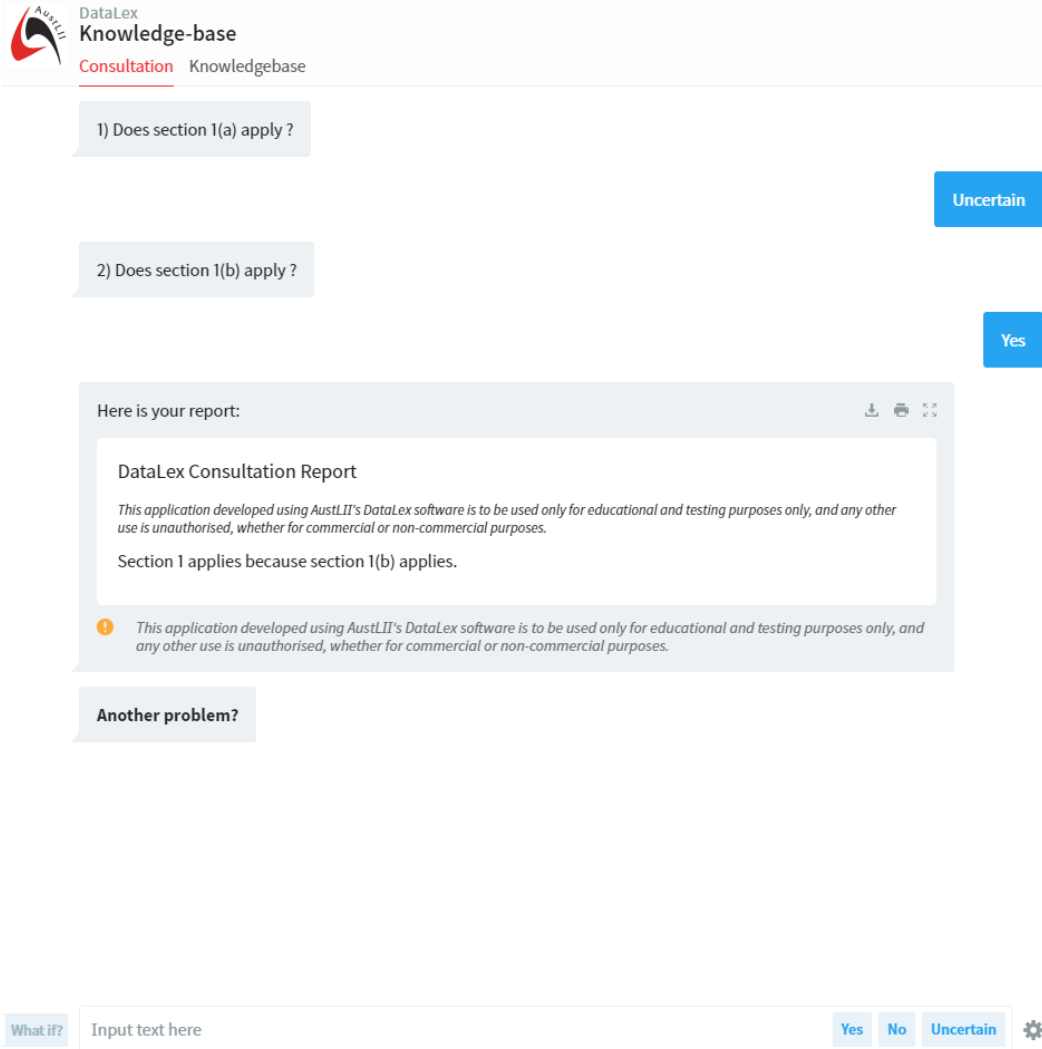 AustLII
DataLex
Knowledge-base
Consultation Knowledgebase
1) Does section 1(a) apply ?
Uncertain
2) Does section 1(b) apply ?
Yes
Here is your report:
DataLex Consultation Report
This application developed using AustLII's DataLex software is to be used only for educational and testing purposes only, and any other
use is unauthorised, whether for commercial or non-commercial purposes.
Section 1 applies because section 1(b) applies.
This application developed using AustLII's DataLex software is to be used only for educational and testing purposes only, and
any other use is unauthorised, whether for commercial or non-commercial purposes.
Another problem?
What if? Input text here Yes No Uncertain